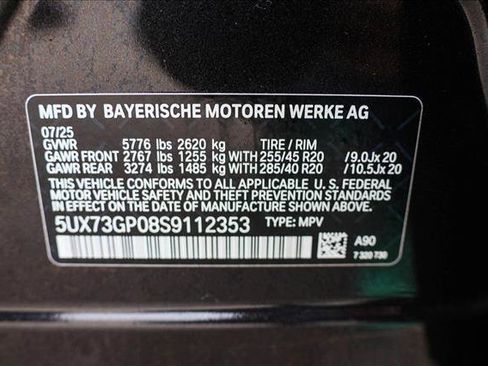 MFD BY BAYERISCHE MOTOREN WERKE AG
07/25
GVWR 5776 lbs 2620 kg TIRE / RIM
GAWR FRONT 2767 lbs 1255 kg WITH 255/45 R20 /9.0Jx20
GAWR REAR 3274 lbs 1485 kg WITH 285/40 R20 /10.5Jx20
THIS VEHICLE CONFORMS TO ALL APPLICABLE U.S. FEDERAL
MOTOR VEHICLE SAFETY AND THEFT PREVENTION STANDARDS
IN EFFECT ON THE DATE OF MANUFACTURE SHOWN ABOVE.
5UX73GP08S9112353 TYPE: MPV
A90
7 320 730